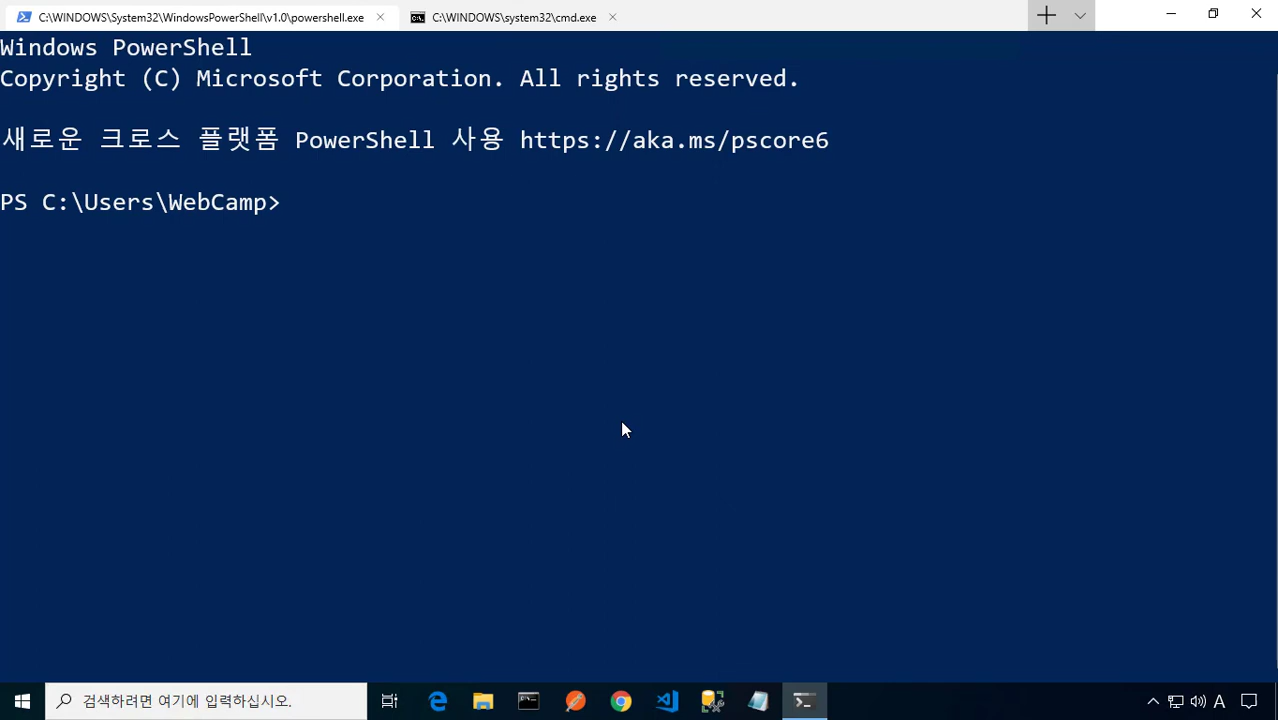 C:\WINDOWS\System32\WindowsPowerShell\v1.0\powershell.exe
C:\WINDOWS\system32\cmd.exe
Windows PowerShell
Copyright (C) Microsoft Corporation. All rights reserved.
새로운 크로스 플랫폼 PowerShell 사용 https://aka.ms/pscore6
PS C:\Users\WebCamp>
검색하려면 여기에 입력하십시오.
A